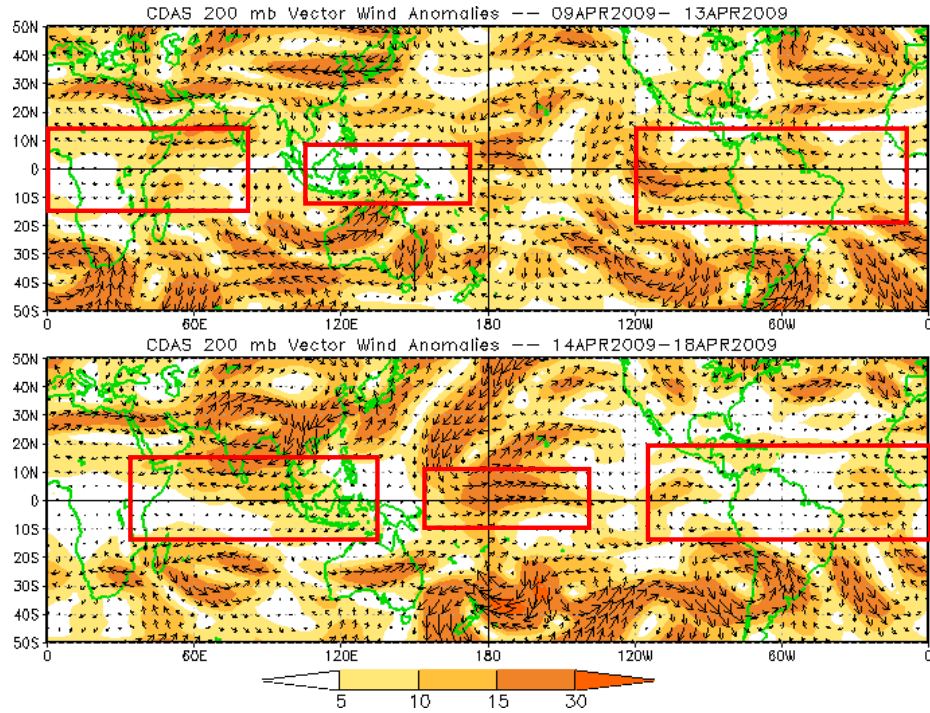 CDAS 200 mb Vector Wind Anomalies -- 09APR2009- 13APR2009
50N
40N
30N
20N
10N
0
10S
20S
30S
40S
50S
0 60E 120E 180 120W 60W 0
CDAS 200 mb Vector Wind Anomalies -- 14APR2009-18APR2009
50N
40N
30N
20N
10N
0
10S
20S
30S
40S
50S
0 60E 120E 180 120W 60W 0
5 10 15 30